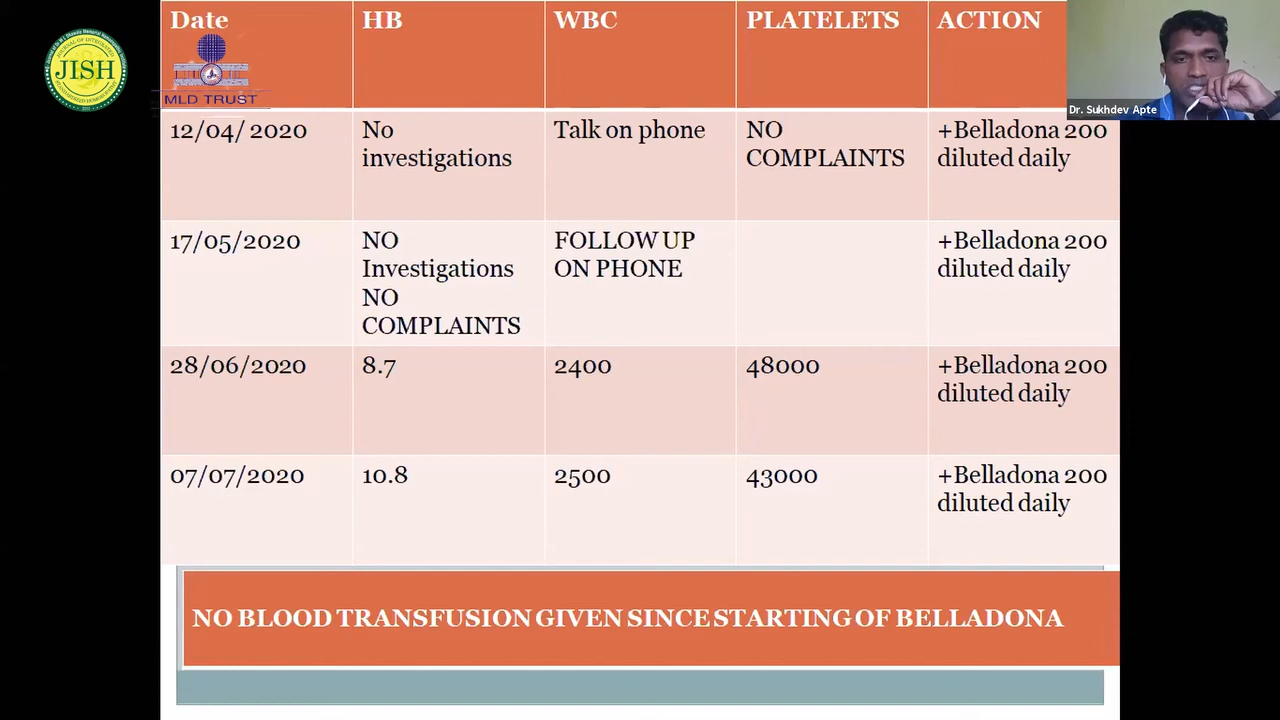 Date HB WBC PLATELETS ACTION
JISH
MLD TRUST
Dr. Sukhdev Apte
12/04/ 2020 No investigations Talk on phone NO COMPLAINTS +Belladona 200 diluted daily
17/05/2020 NO Investigations NO COMPLAINTS FOLLOW UP ON PHONE +Belladona 200 diluted daily
28/06/2020 8.7 2400 48000 +Belladona 200 diluted daily
07/07/2020 10.8 2500 43000 +Belladona 200 diluted daily
NO BLOOD TRANSFUSION GIVEN SINCE STARTING OF BELLADONA